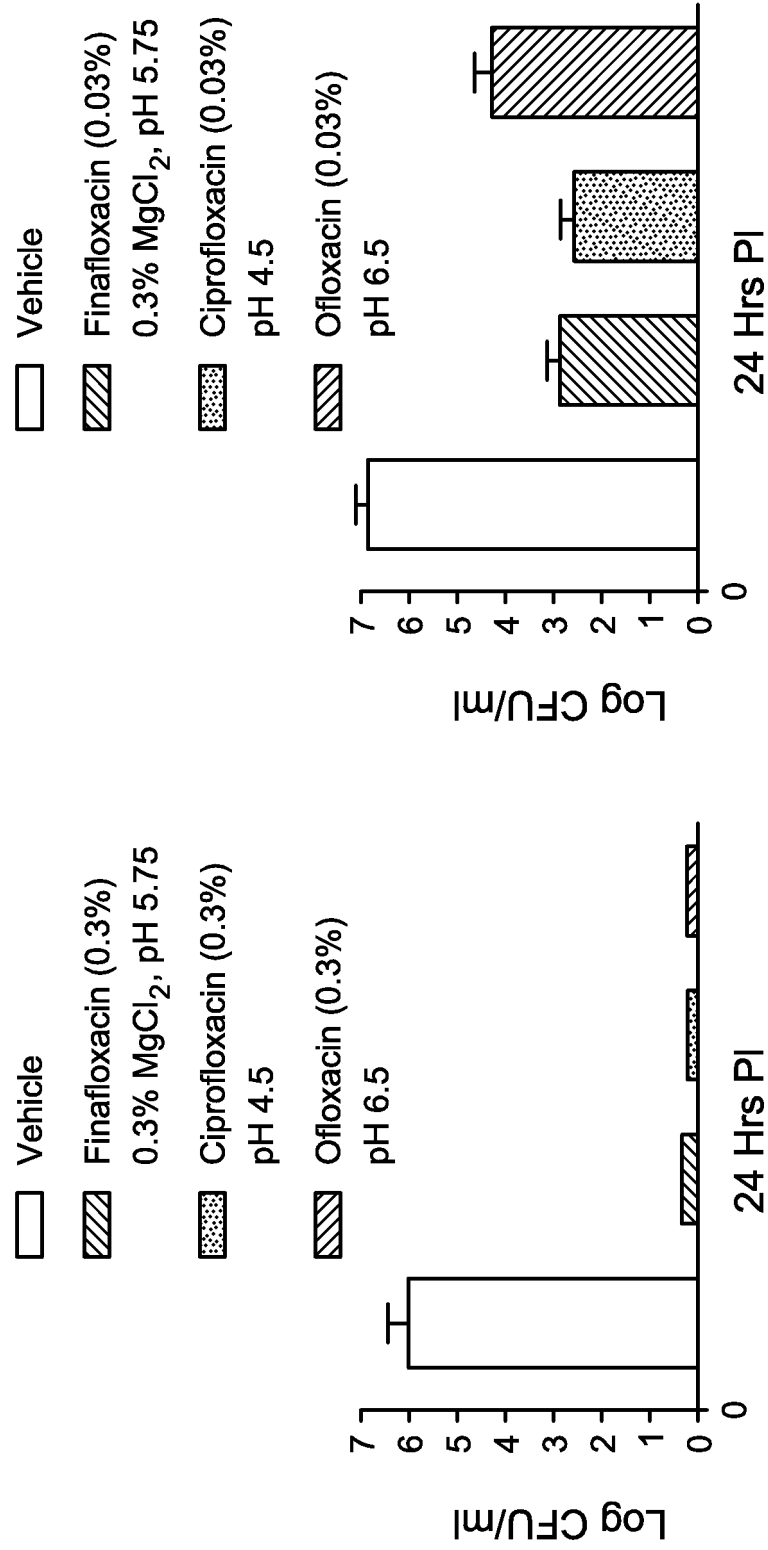 Vehicle
Finafloxacin (0.3%)
0.3% MgCl₂, pH 5.75
Ciprofloxacin (0.3%)
pH 4.5
Ofloxacin (0.3%)
pH 6.5
Log CFU/ml
7
6
5
4
3
2
1
0
0
24 Hrs PI
Vehicle
Finafloxacin (0.03%)
0.3% MgCl₂, pH 5.75
Ciprofloxacin (0.03%)
pH 4.5
Ofloxacin (0.03%)
pH 6.5
Log CFU/ml
7
6
5
4
3
2
1
0
0
24 Hrs PI